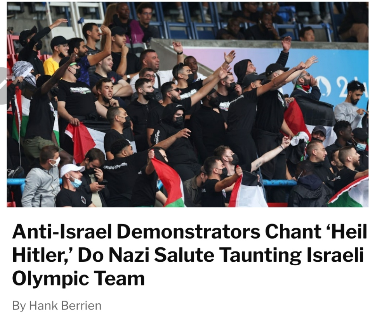 Anti-Israel Demonstrators Chant ‘Heil
Hitler,’ Do Nazi Salute Taunting Israeli
Olympic Team
By Hank Berrien